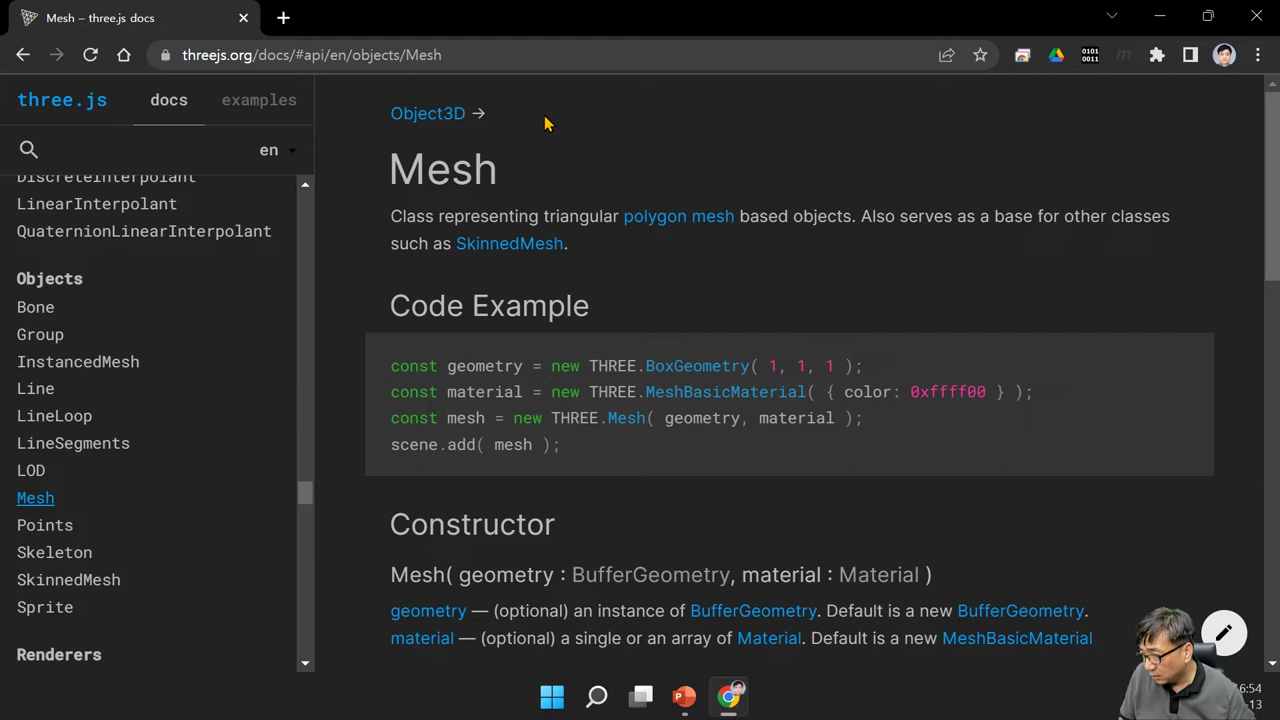 Mesh – three.js docs
threejs.org/docs/#api/en/objects/Mesh
0101
0011
m
three.js docs examples
en
DiscreteInterpolant
LinearInterpolant
QuaternionLinearInterpolant
Objects
Bone
Group
InstancedMesh
Line
LineLoop
LineSegments
LOD
Mesh
Points
Skeleton
SkinnedMesh
Sprite
Renderers
Object3D →
Mesh
Class representing triangular polygon mesh based objects. Also serves as a base for other classes
such as SkinnedMesh.
Code Example
const geometry = new THREE.BoxGeometry( 1, 1, 1 );
const material = new THREE.MeshBasicMaterial( { color: 0xffff00 } );
const mesh = new THREE.Mesh( geometry, material );
scene.add( mesh );
Constructor
Mesh( geometry : BufferGeometry, material : Material )
geometry — (optional) an instance of BufferGeometry. Default is a new BufferGeometry.
material — (optional) a single or an array of Material. Default is a new MeshBasicMaterial
16:54
13